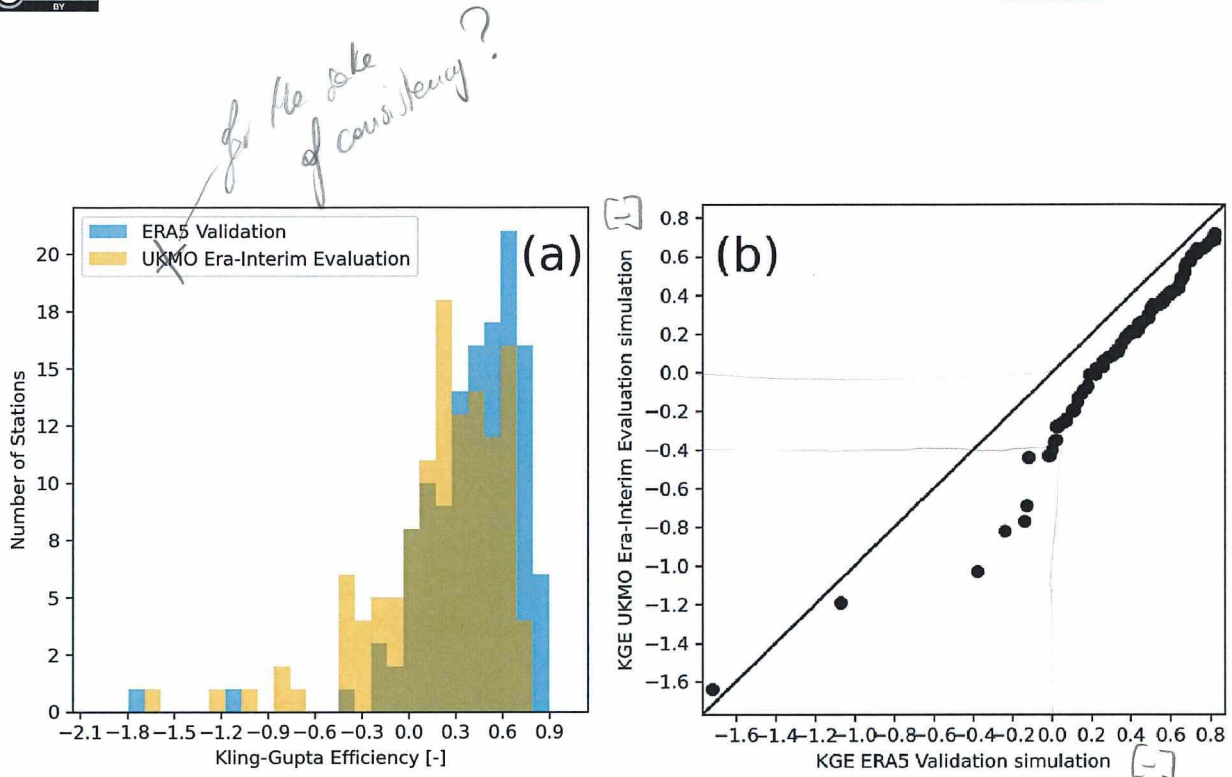 BY
for the sake
of consistency?
ERA5 Validation
UKMO Era-Interim Evaluation
(a)
Number of Stations
20
18
15
12
10
8
5
2
0
−2.1 −1.8 −1.5 −1.2 −0.9 −0.6 −0.3 0.0 0.3 0.6 0.9
Kling-Gupta Efficiency [-]
[-]
(b)
KGE UKMO Era-Interim Evaluation simulation
0.8
0.6
0.4
0.2
0.0
−0.2
−0.4
−0.6
−0.8
−1.0
−1.2
−1.4
−1.6
−1.6 −1.4 −1.2 −1.0 −0.8 −0.6 −0.4 −0.2 0.0 0.2 0.4 0.6 0.8
KGE ERA5 Validation simulation [-]